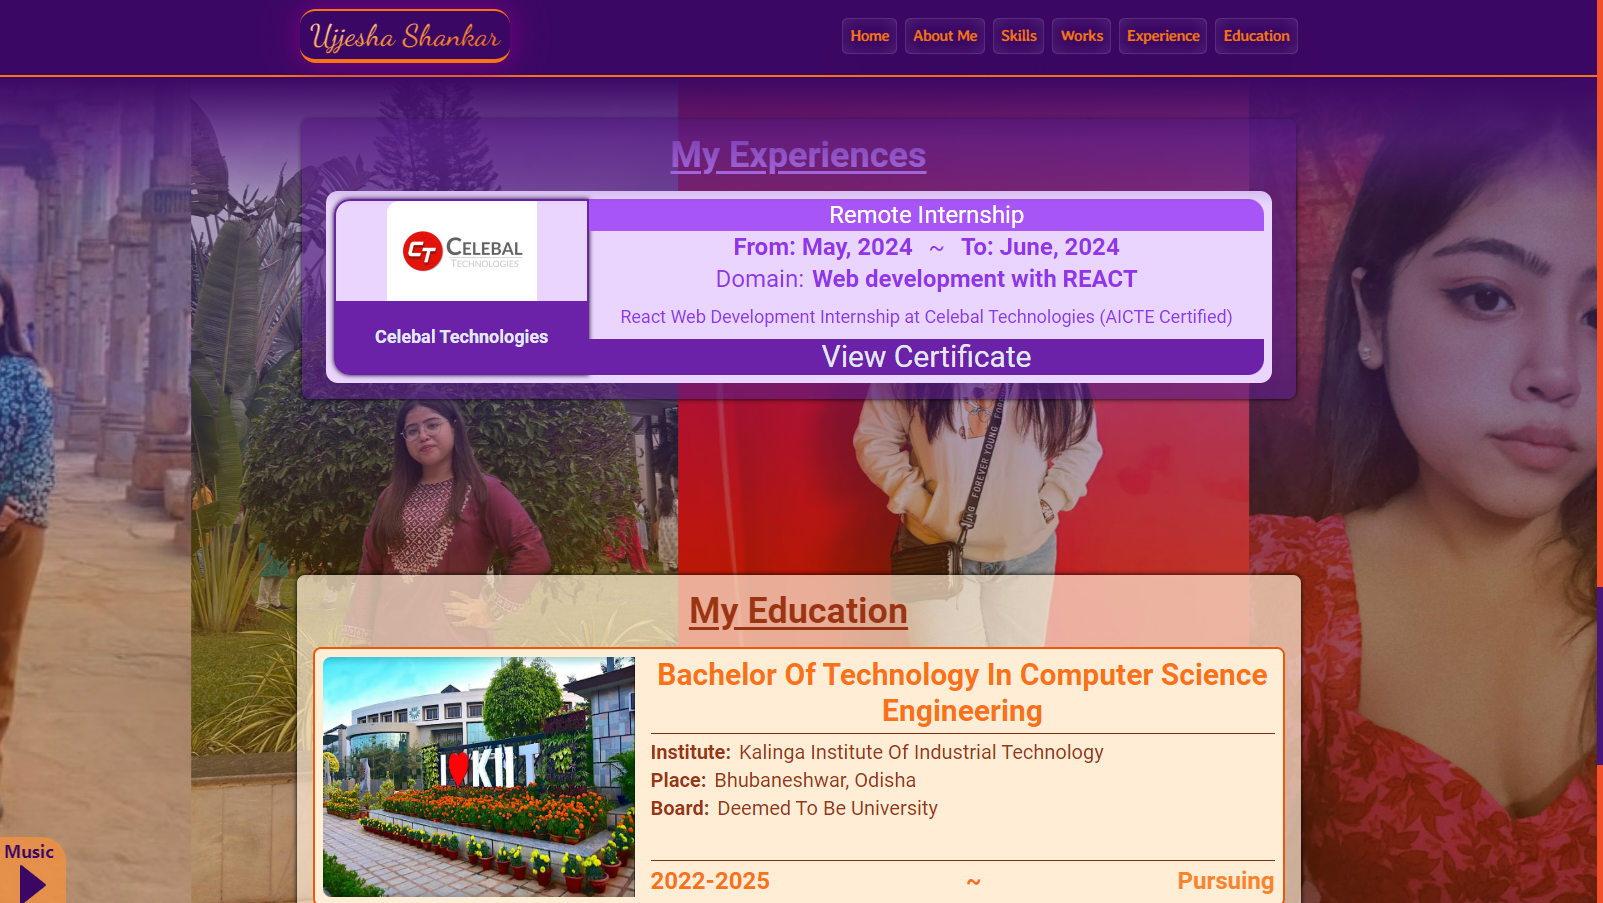 Ujjesha Shankar
Home
About Me
Skills
Works
Experience
Education
My Experiences
CT CELEBAL
TECHNOLOGIES
Celebal Technologies
Remote Internship
From: May, 2024 ~ To: June, 2024
Domain: Web development with REACT
React Web Development Internship at Celebal Technologies (AICTE Certified)
View Certificate
FOREVER YOUNG
My Education
I KIIT
Bachelor Of Technology In Computer Science
Engineering
Institute: Kalinga Institute Of Industrial Technology
Place: Bhubaneshwar, Odisha
Board: Deemed To Be University
2022-2025 ~ Pursuing
Music